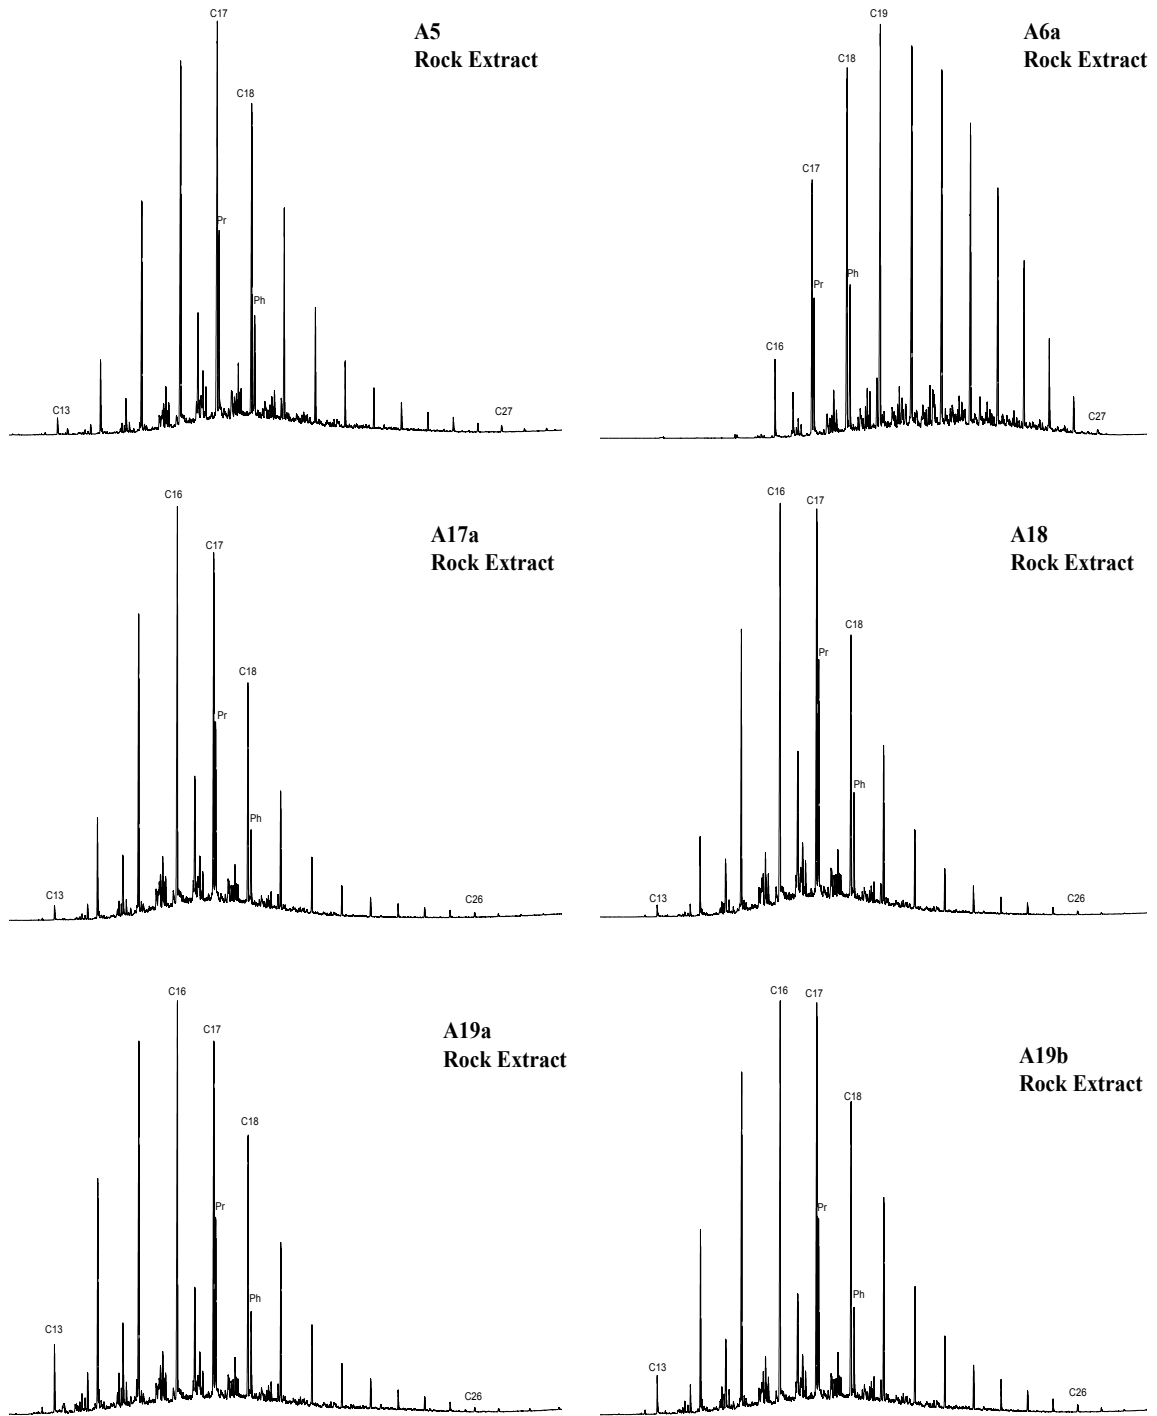 C17
A5
Rock Extract
C18
Pr
Ph
C13
C27
C19
A6a
Rock Extract
C18
C17
Ph
Pr
C16
C27
C16
A17a
Rock Extract
C17
C18
Pr
Ph
C13
C26
C16
C17
A18
Rock Extract
C18
Pr
Ph
C13
C26
C16
A19a
Rock Extract
C17
C18
Pr
Ph
C13
C26
C16
C17
A19b
Rock Extract
C18
Pr
Ph
C13
C26